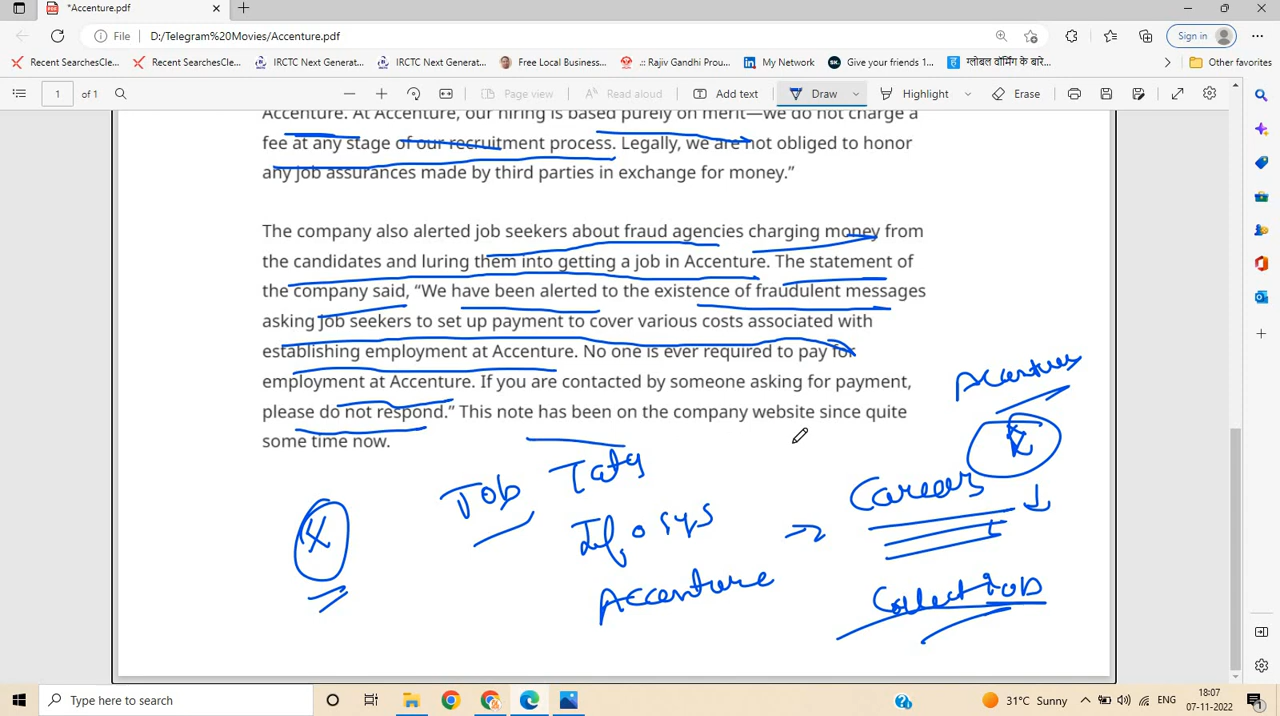 *Accenture.pdf
File D:/Telegram%20Movies/Accenture.pdf
Sign in
Recent SearchesCle... Recent SearchesCle... IRCTC Next Generat... IRCTC Next Generat... Free Local Business... .:: Rajiv Gandhi Prou... My Network Give your friends 1... ग्लोबल वॉर्मिंग के बारे... Other favorites
1 of 1 Page view Read aloud Add text Draw Highlight Erase
Accenture. At Accenture, our hiring is based purely on merit—we do not charge a
fee at any stage of our recruitment process. Legally, we are not obliged to honor
any job assurances made by third parties in exchange for money.”
The company also alerted job seekers about fraud agencies charging money from
the candidates and luring them into getting a job in Accenture. The statement of
the company said, “We have been alerted to the existence of fraudulent messages
asking job seekers to set up payment to cover various costs associated with
establishing employment at Accenture. No one is ever required to pay for
employment at Accenture. If you are contacted by someone asking for payment,
please do not respond.” This note has been on the company website since quite
some time now.
Job
Infosys
Accenture
Career
Type here to search
31°C Sunny
ENG
18:07
07-11-2022